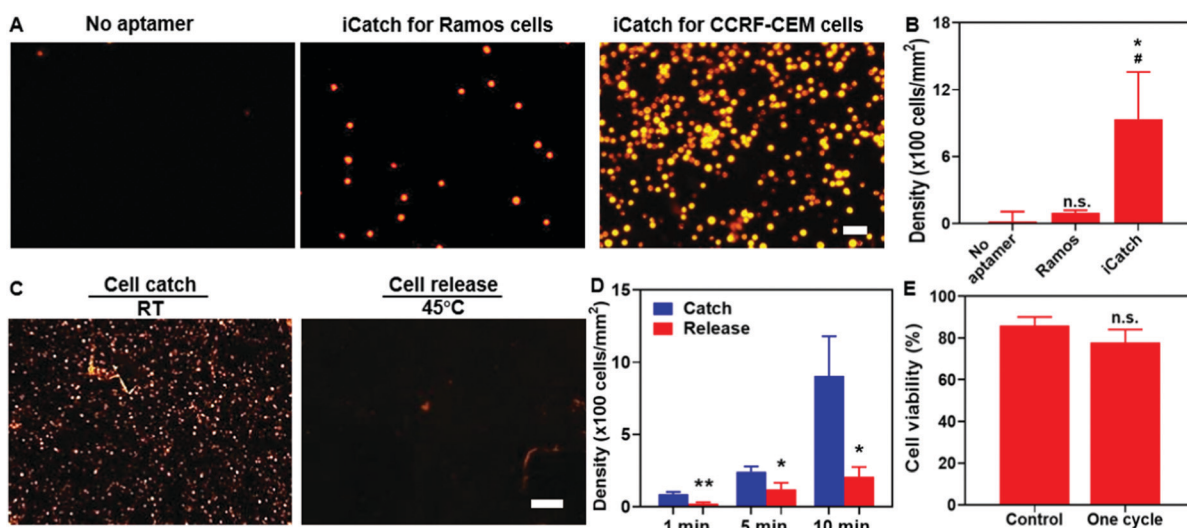 A
No aptamer
iCatch for Ramos cells
iCatch for CCRF-CEM cells
B
Density (x100 cells/mm²)
18
12
6
0
*
#
n.s.
No
aptamer
Ramos
iCatch
C
Cell catch
RT
Cell release
45°C
D
Density (x100 cells/mm²)
15
10
5
0
Catch
Release
**
*
*
1 min
5 min
10 min
E
Cell viability (%)
100
80
60
40
20
0
n.s.
Control
One cycle